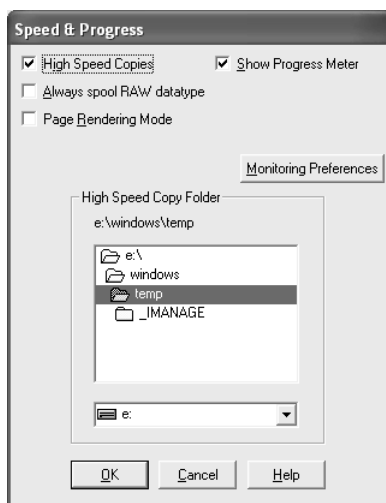 Speed & Progress
High Speed Copies
Show Progress Meter
Always spool RAW datatype
Page Rendering Mode
Monitoring Preferences
High Speed Copy Folder
e:\windows\temp
e:\
windows
temp
_IMANAGE
e:
OK
Cancel
Help